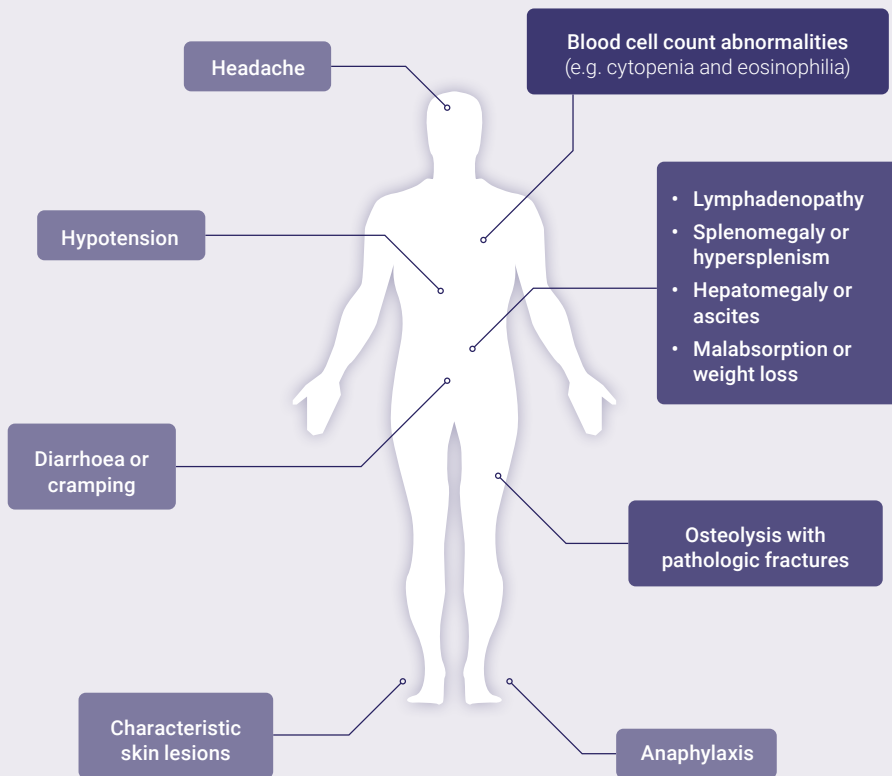 Headache
Blood cell count abnormalities
(e.g. cytopenia and eosinophilia)
Hypotension
• Lymphadenopathy
• Splenomegaly or
hypersplenism
• Hepatomegaly or
ascites
• Malabsorption or
weight loss
Diarrhoea or
cramping
Osteolysis with
pathologic fractures
Characteristic
skin lesions
Anaphylaxis